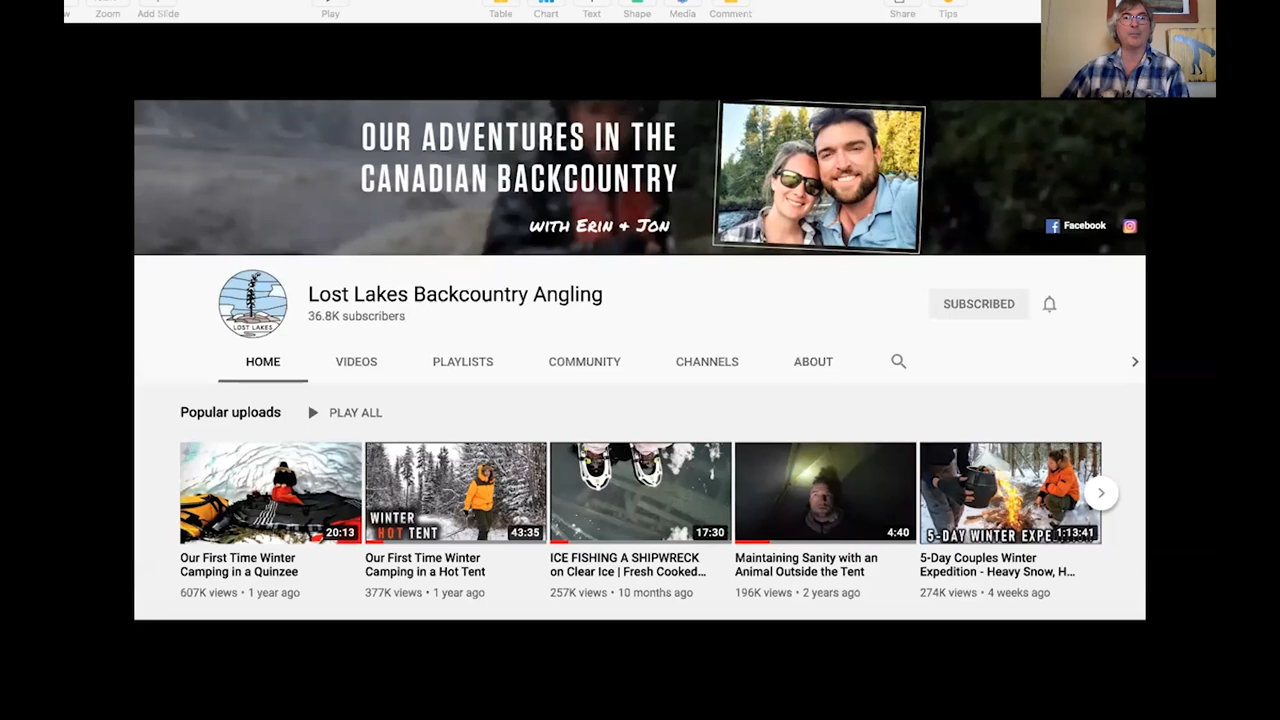 Zoom
Add Slide
Play
Table
Chart
Text
Shape
Media
Comment
Share
Tips
OUR ADVENTURES IN THE
CANADIAN BACKCOUNTRY
WITH ERIN + JON
Facebook
LOST LAKES
Lost Lakes Backcountry Angling
36.8K subscribers
SUBSCRIBED
HOME
VIDEOS
PLAYLISTS
COMMUNITY
CHANNELS
ABOUT
Popular uploads
PLAY ALL
20:13
WINTER
HOT TENT
43:35
17:30
4:40
5-DAY WINTER EXPE
1:13:41
Our First Time Winter
Camping in a Quinzee
607K views • 1 year ago
Our First Time Winter
Camping in a Hot Tent
377K views • 1 year ago
ICE FISHING A SHIPWRECK
on Clear Ice | Fresh Cooked...
257K views • 10 months ago
Maintaining Sanity with an
Animal Outside the Tent
196K views • 2 years ago
5-Day Couples Winter
Expedition - Heavy Snow, H...
274K views • 4 weeks ago